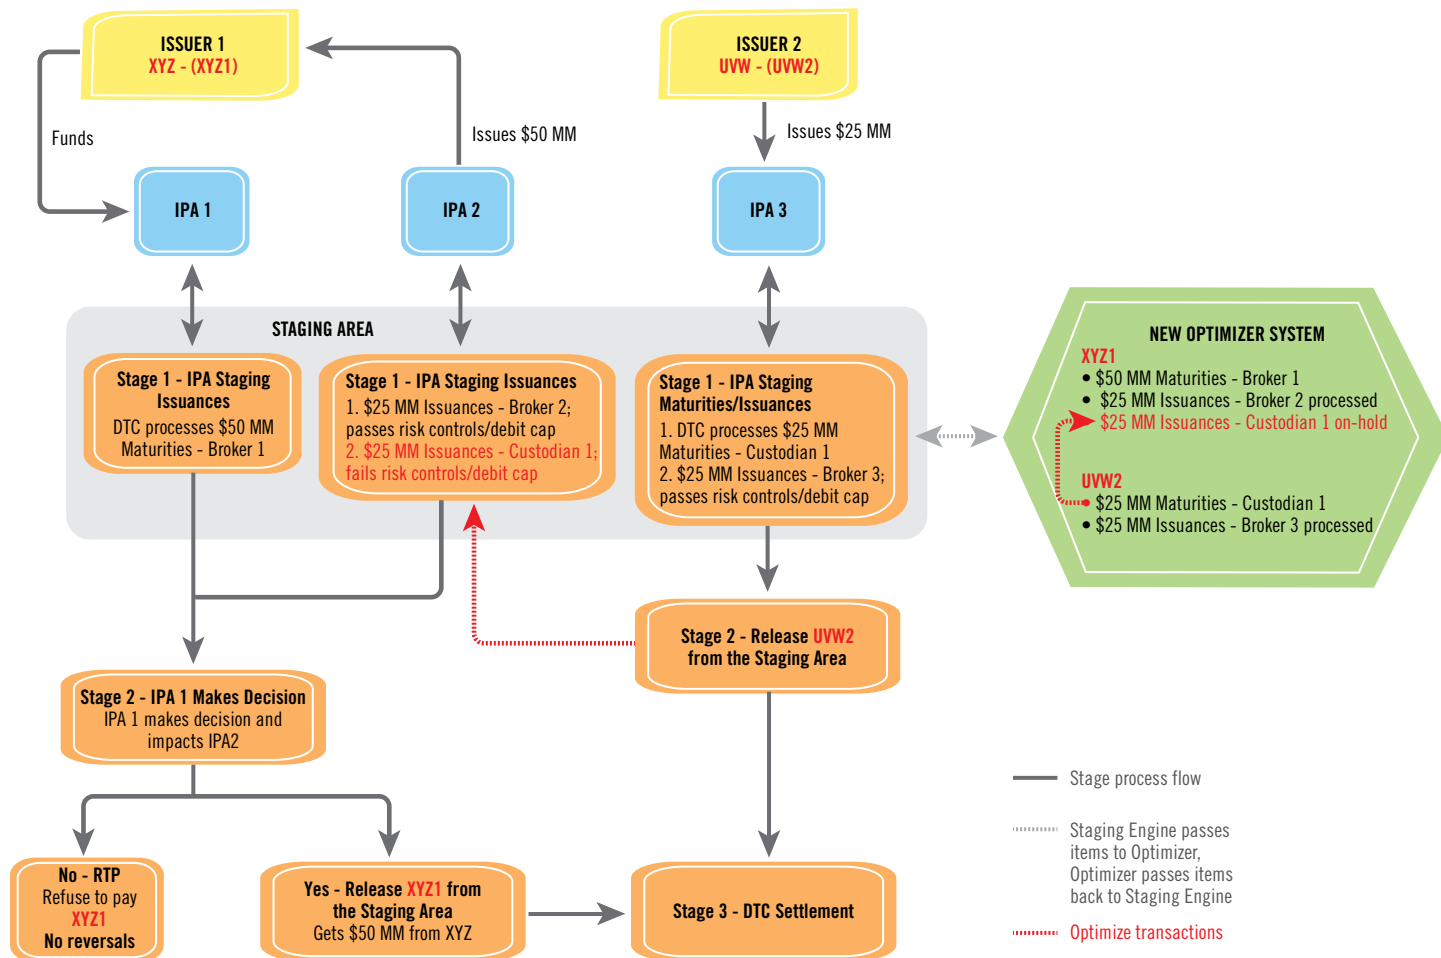 ISSUER 1
XYZ - (XYZ1)
ISSUER 2
UVW - (UVW2)
Funds
Issues $50 MM
Issues $25 MM
IPA 1
IPA 2
IPA 3
STAGING AREA
Stage 1 - IPA Staging
Issuances
DTC processes $50 MM
Maturities - Broker 1
Stage 1 - IPA Staging Issuances
1. $25 MM Issuances - Broker 2;
passes risk controls/debit cap
2. $25 MM Issuances - Custodian 1;
fails risk controls/debit cap
Stage 1 - IPA Staging
Maturities/Issuances
1. DTC processes $25 MM
Maturities - Custodian 1
2. $25 MM Issuances - Broker 3;
passes risk controls/debit cap
NEW OPTIMIZER SYSTEM
XYZ1
• $50 MM Maturities - Broker 1
• $25 MM Issuances - Broker 2 processed
$25 MM Issuances - Custodian 1 on-hold
UVW2
• $25 MM Maturities - Custodian 1
• $25 MM Issuances - Broker 3 processed
Stage 2 - Release UVW2
from the Staging Area
Stage 2 - IPA 1 Makes Decision
IPA 1 makes decision and
impacts IPA2
No - RTP
Refuse to pay
XYZ1
No reversals
Yes - Release XYZ1 from
the Staging Area
Gets $50 MM from XYZ
Stage 3 - DTC Settlement
Stage process flow
Staging Engine passes
items to Optimizer,
Optimizer passes items
back to Staging Engine
Optimize transactions